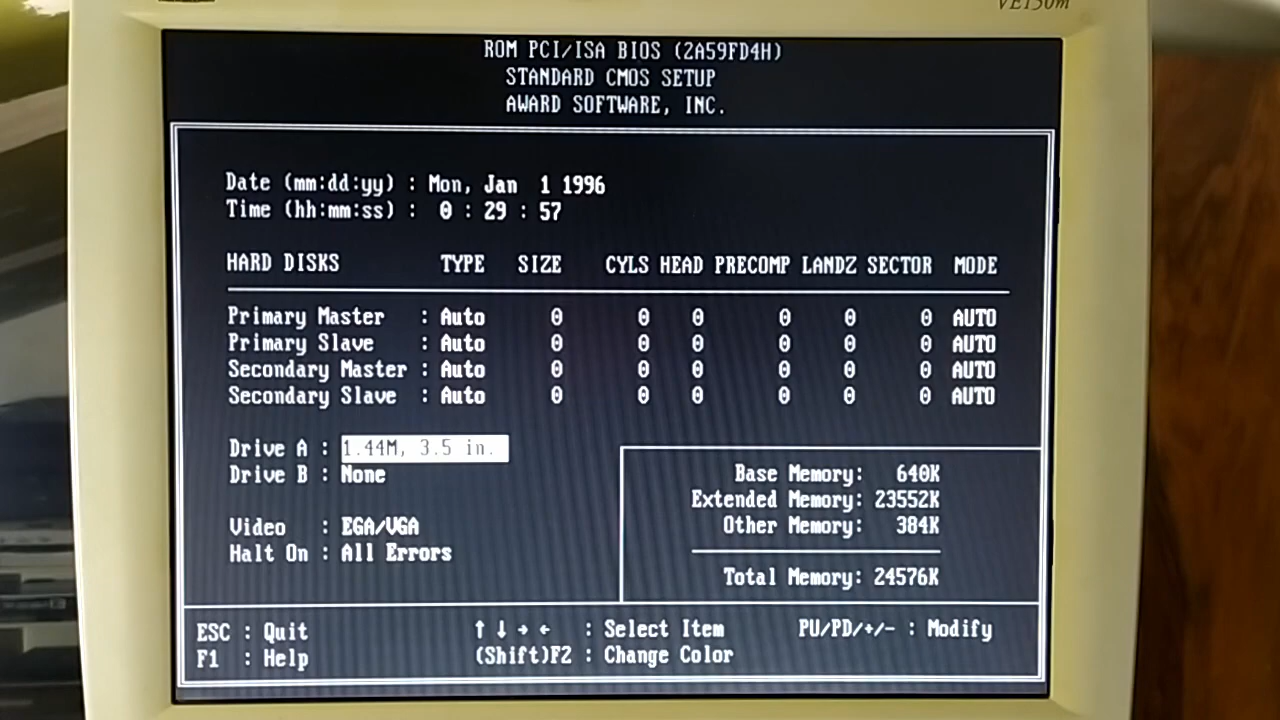 VE150m
ROM PCI/ISA BIOS (2A59FD4H)
STANDARD CMOS SETUP
AWARD SOFTWARE, INC.
Date (mm:dd:yy) : Mon, Jan 1 1996
Time (hh:mm:ss) : 0 : 29 : 57
HARD DISKS TYPE SIZE CYLS HEAD PRECOMP LANDZ SECTOR MODE
Primary Master : Auto 0 0 0 0 0 0 AUTO
Primary Slave : Auto 0 0 0 0 0 0 AUTO
Secondary Master : Auto 0 0 0 0 0 0 AUTO
Secondary Slave : Auto 0 0 0 0 0 0 AUTO
Drive A : 1.44M, 3.5 in.
Drive B : None
Video : EGA/VGA
Halt On : All Errors
Base Memory: 640K
Extended Memory: 23552K
Other Memory: 384K
Total Memory: 24576K
ESC : Quit ↑ ↓ → ← : Select Item PU/PD/+/- : Modify
F1 : Help (Shift)F2 : Change Color